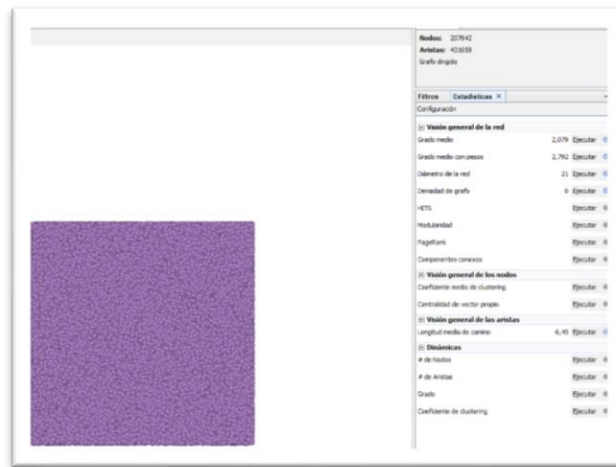 Nodos: 207642
Aristas: 431659
Grafo dirigido
Filtros Estadísticas ×
Configuración
Visión general de la red
Grado medio 2,079 Ejecutar
Grado medio con pesos 2,792 Ejecutar
Diámetro de la red 21 Ejecutar
Densidad de grafo 0 Ejecutar
HITS Ejecutar
Modularidad Ejecutar
PageRank Ejecutar
Componentes conexos Ejecutar
Visión general de los nodos
Coeficiente medio de clustering Ejecutar
Centralidad de vector propio Ejecutar
Visión general de las aristas
Longitud media de camino 6,45 Ejecutar
Dinámicas
# de Nodos Ejecutar
# de Aristas Ejecutar
Grado Ejecutar
Coeficiente de clustering Ejecutar